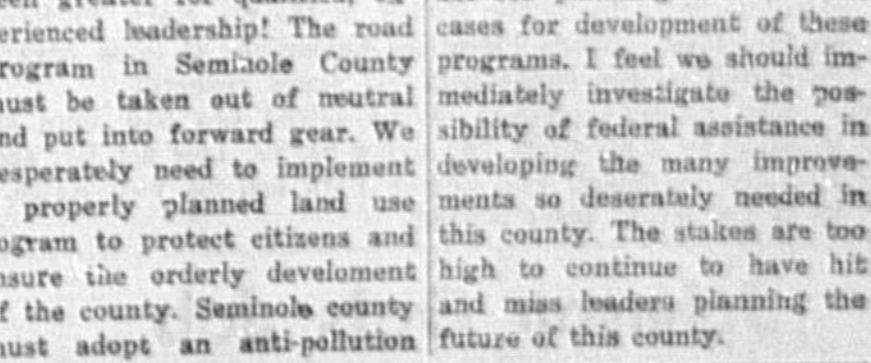 erienced leadership! The road
rogram in Seminole County
ust be taken out of neutral
nd put into forward gear. We
esperately need to implement
properly planned land use
ogram to protect citizens and
nsure the orderly develoment
f the county. Seminole county
ust adopt an anti-pollution
cases for development of these
programs. I feel we should im-
mediately investigate the pos-
sibility of federal assistance in
developing the many improve-
ments so deserately needed in
this county. The stakes are too
high to continue to have hit
and miss leaders planning the
future of this county.